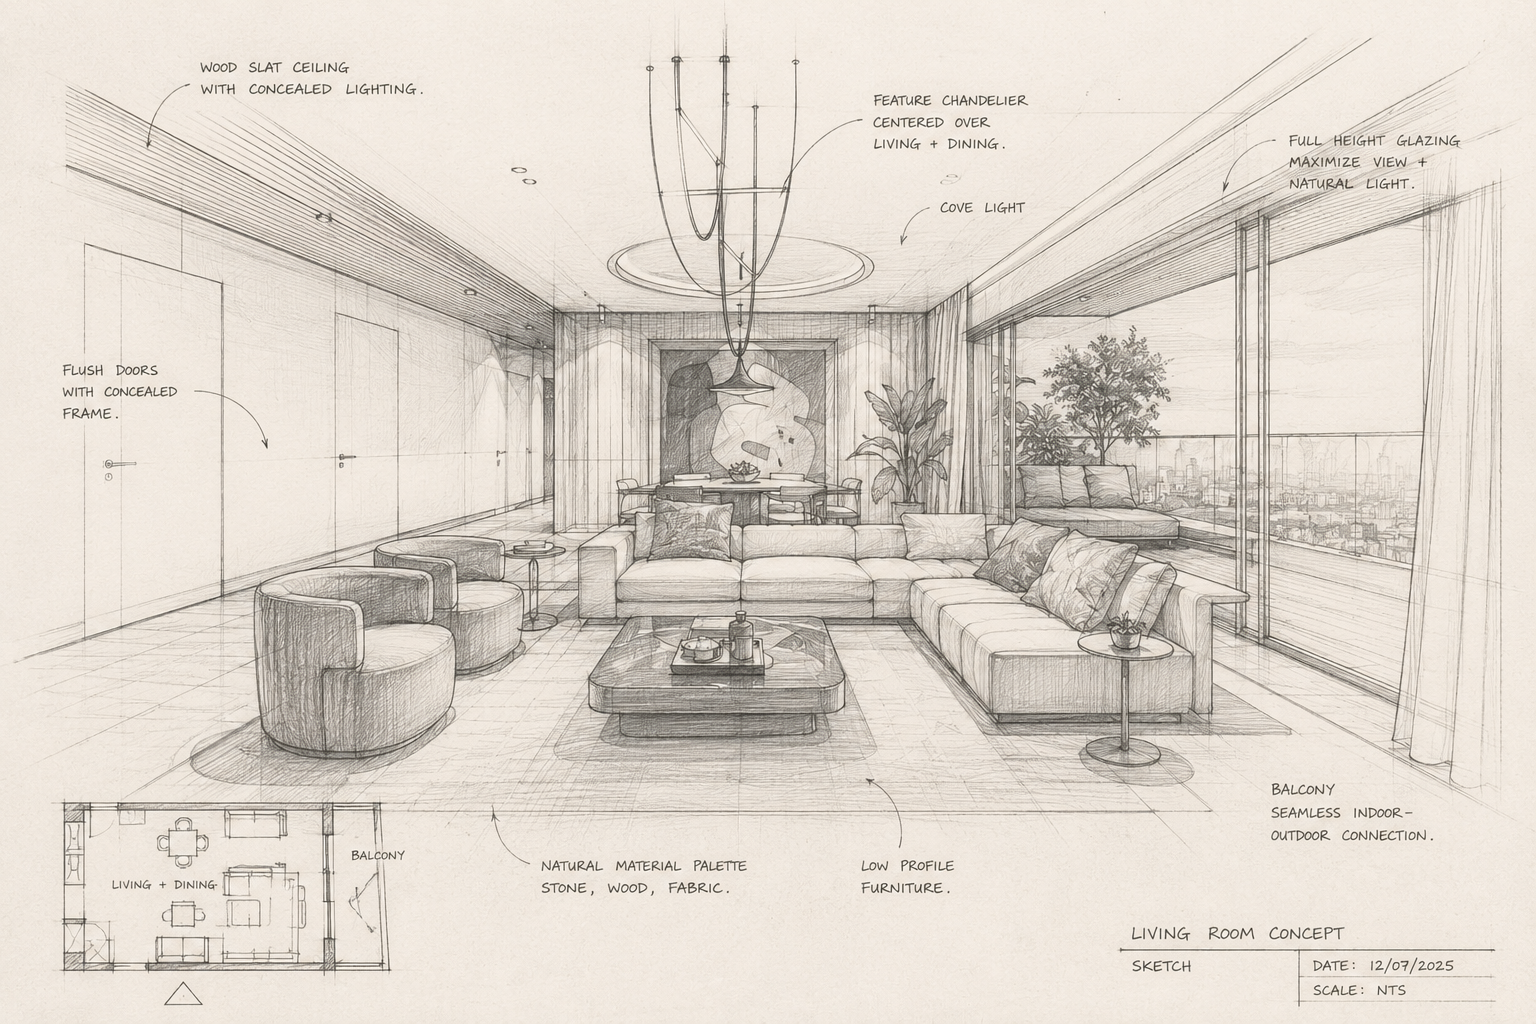 WOOD SLAT CEILING
WITH CONCEALED LIGHTING.
FEATURE CHANDELIER
CENTERED OVER
LIVING + DINING.
FULL HEIGHT GLAZING
MAXIMIZE VIEW +
NATURAL LIGHT.
COVE LIGHT
FLUSH DOORS
WITH CONCEALED
FRAME.
BALCONY
SEAMLESS INDOOR-
OUTDOOR CONNECTION.
BALCONY
LIVING + DINING
NATURAL MATERIAL PALETTE
STONE, WOOD, FABRIC.
LOW PROFILE
FURNITURE.
LIVING ROOM CONCEPT
SKETCH
DATE: 12/07/2025
SCALE: NTS